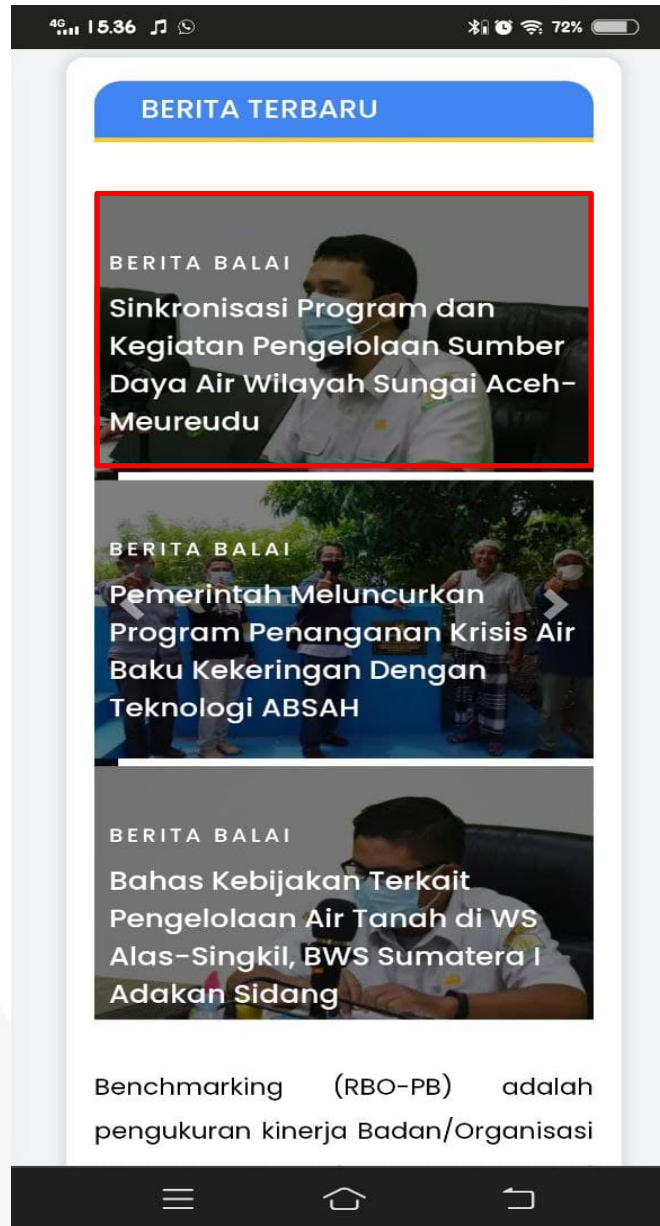 4G 15.36 72%
BERITA TERBARU
BERITA BALAI
Sinkronisasi Program dan
Kegiatan Pengelolaan Sumber
Daya Air Wilayah Sungai Aceh-
Meureudu
BERITA BALAI
Pemerintah Meluncurkan
Program Penanganan Krisis Air
Baku Kekeringan Dengan
Teknologi ABSAH
BERITA BALAI
Bahas Kebijakan Terkait
Pengelolaan Air Tanah di WS
Alas-Singkil, BWS Sumatera I
Adakan Sidang
Benchmarking (RBO-PB) adalah
pengukuran kinerja Badan/Organisasi